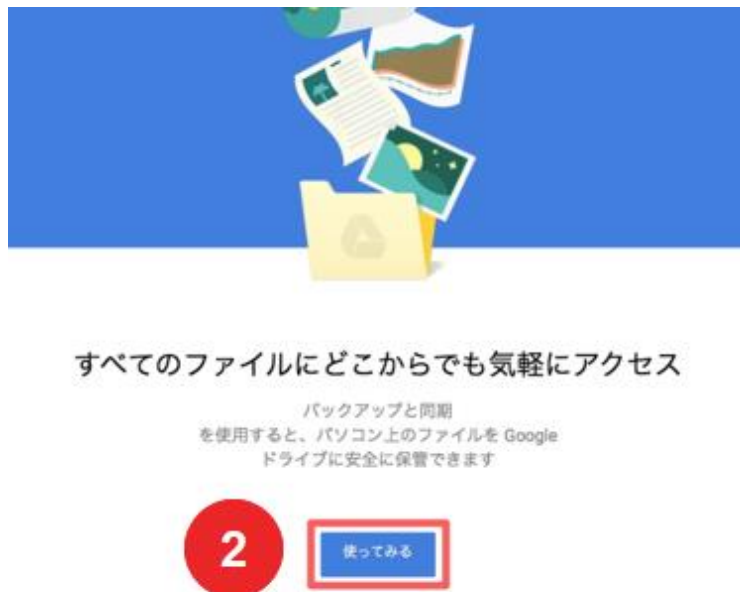 すべてのファイルにどこからでも気軽にアクセス
バックアップと同期
を使用すると、パソコン上のファイルを Google
ドライブに安全に保管できます
2
使ってみる